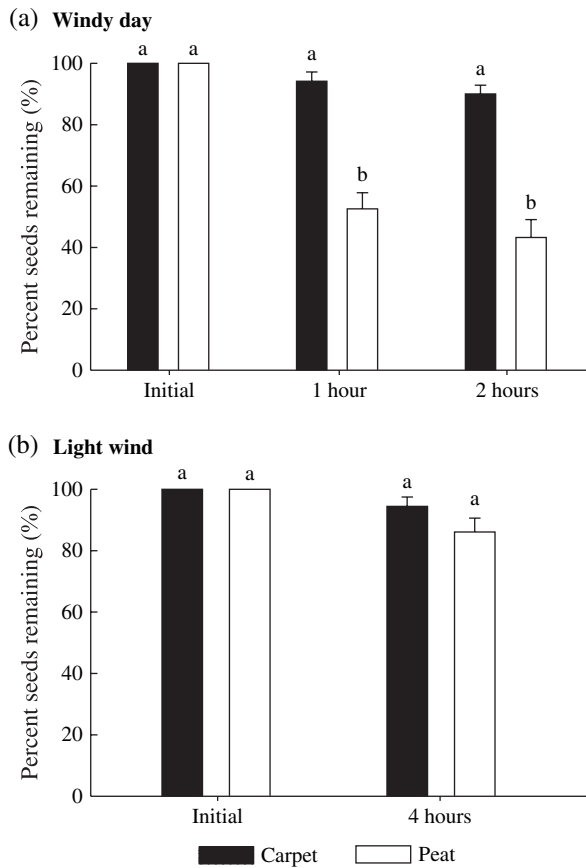 (a) Windy day
a a a a
b b
Percent seeds remaining (%)
100
80
60
40
20
0
Initial 1 hour 2 hours
(b) Light wind
a a a a
Percent seeds remaining (%)
100
80
60
40
20
0
Initial 4 hours
Carpet Peat